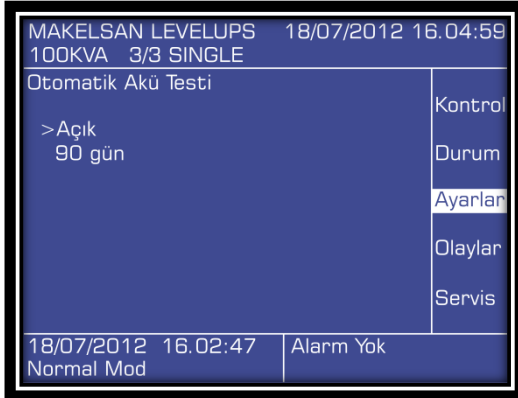 MAKELSAN LEVELUPS 18/07/2012 16.04:59
100KVA 3/3 SINGLE
Otomatik Akü Testi
>Açık
90 gün
Kontrol
Durum
Ayarlar
Olaylar
Servis
18/07/2012 16.02:47 Alarm Yok
Normal Mod